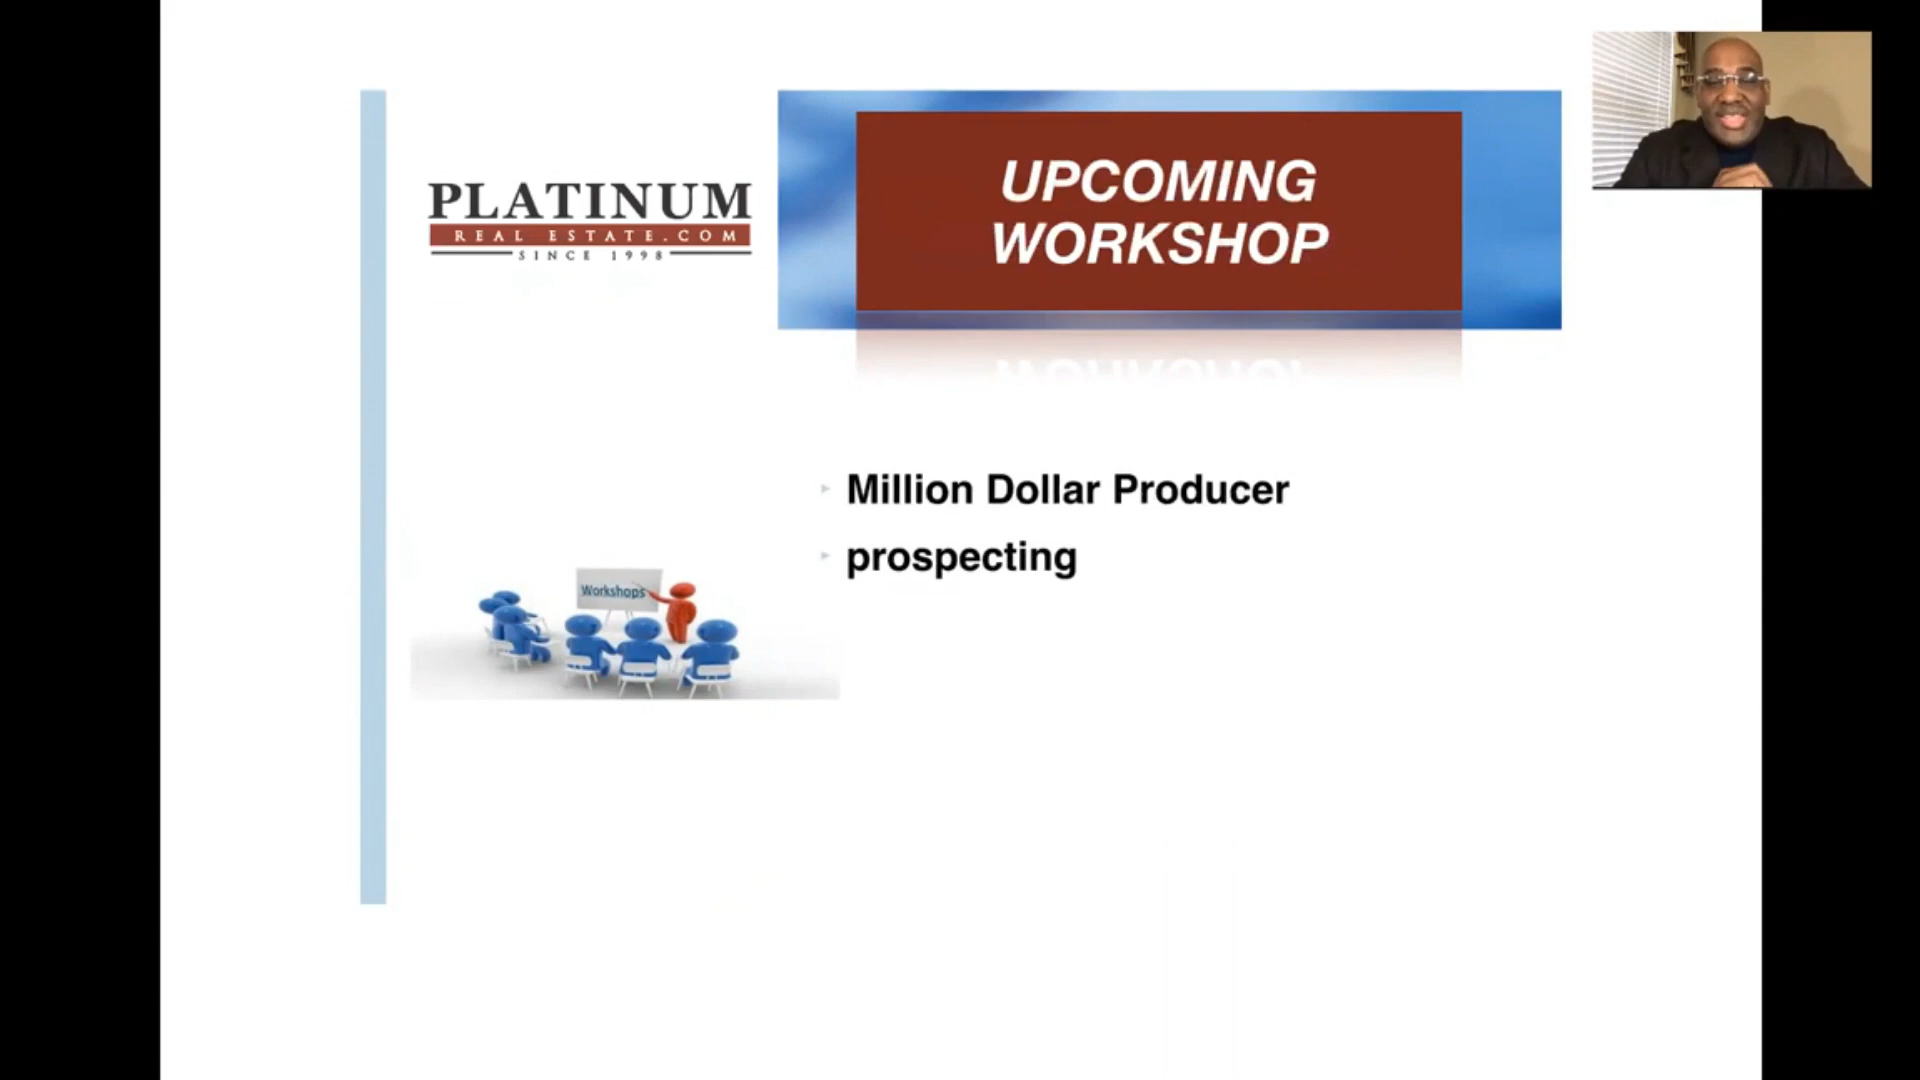 PLATINUM
REAL ESTATE.COM
SINCE 1998
UPCOMING
WORKSHOP
Million Dollar Producer
prospecting
Workshops